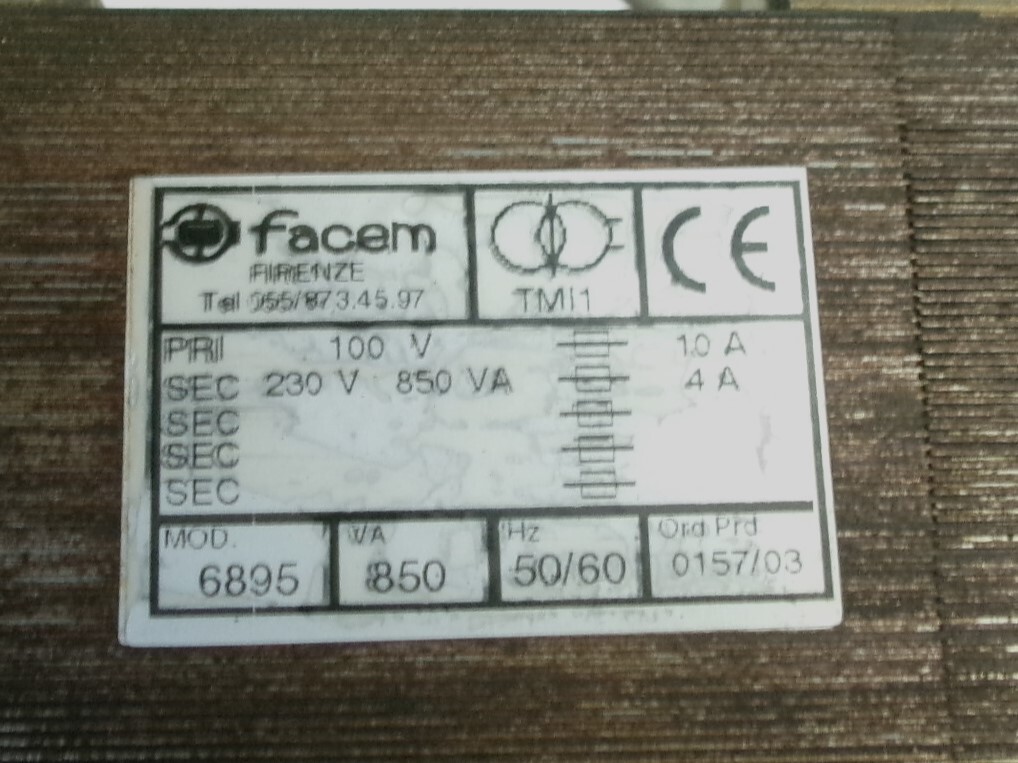 facem
FIRENZE
Tel 055/873.45.97
TMI1
CE
PRI 100 V 10 A
SEC 230 V 850 VA 4 A
SEC
SEC
SEC
MOD. VA Hz Ord Prd
6895 850 50/60 0157/03